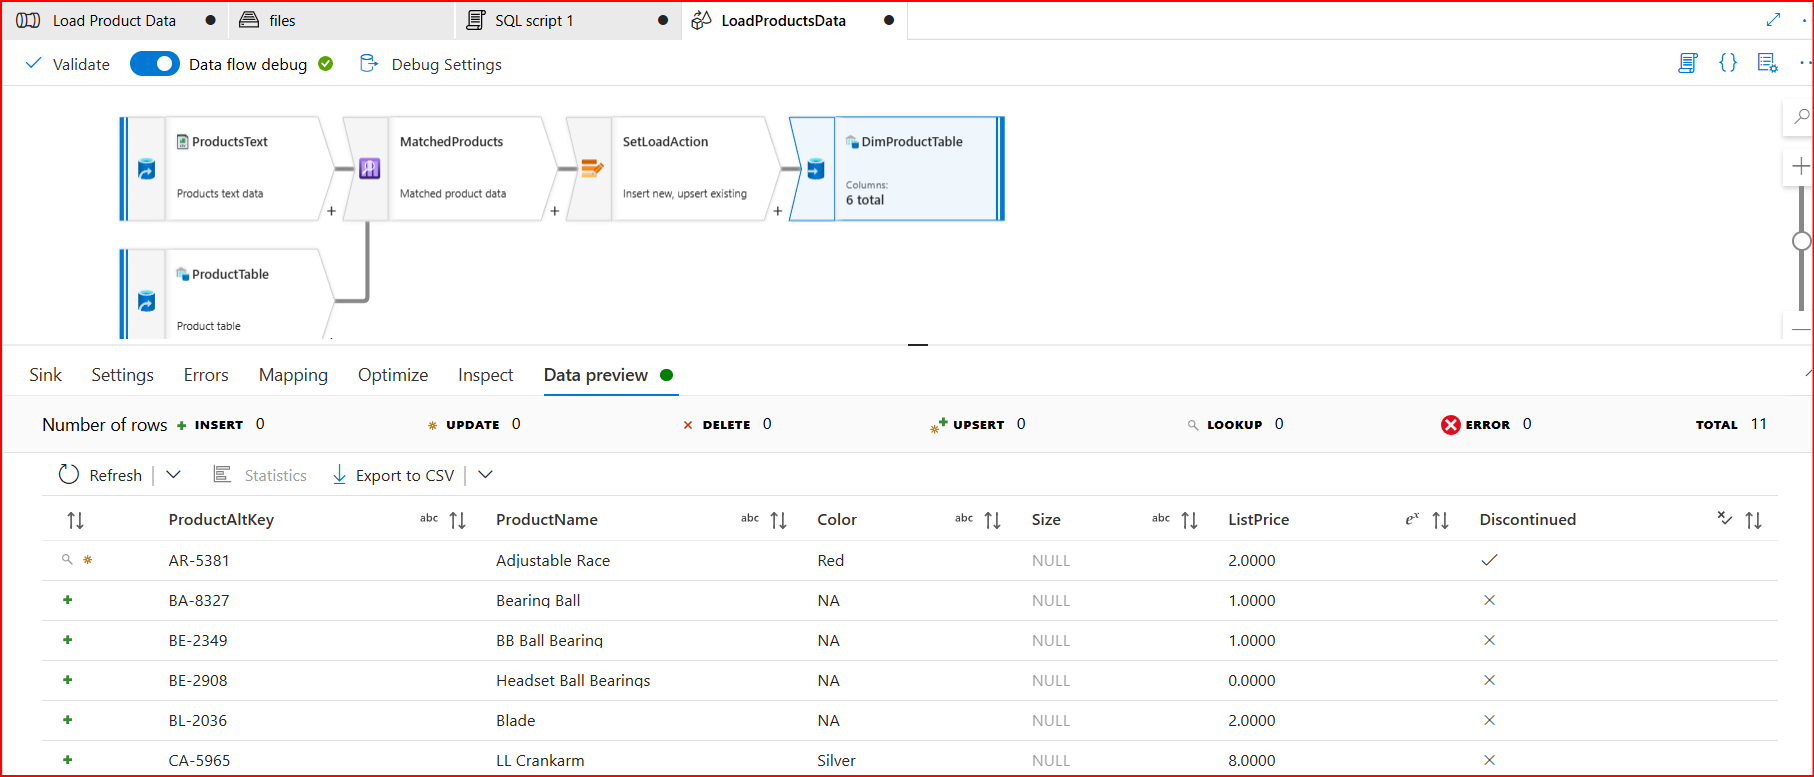 Load Product Data files SQL script 1 LoadProductsData
Validate Data flow debug Debug Settings
{}
ProductsText MatchedProducts SetLoadAction DimProductTable
Columns:
Products text data Matched product data Insert new, upsert existing 6 total
+ + +
ProductTable
Product table
Sink Settings Errors Mapping Optimize Inspect Data preview
Number of rows INSERT 0 UPDATE 0 DELETE 0 UPSERT 0 LOOKUP 0 ERROR 0 TOTAL 11
Refresh Statistics Export to CSV
ProductAltKey abc ProductName abc Color abc Size abc ListPrice eˣ Discontinued
AR-5381 Adjustable Race Red NULL 2.0000
BA-8327 Bearing Ball NA NULL 1.0000
BE-2349 BB Ball Bearing NA NULL 1.0000
BE-2908 Headset Ball Bearings NA NULL 0.0000
BL-2036 Blade NA NULL 2.0000
CA-5965 LL Crankarm Silver NULL 8.0000